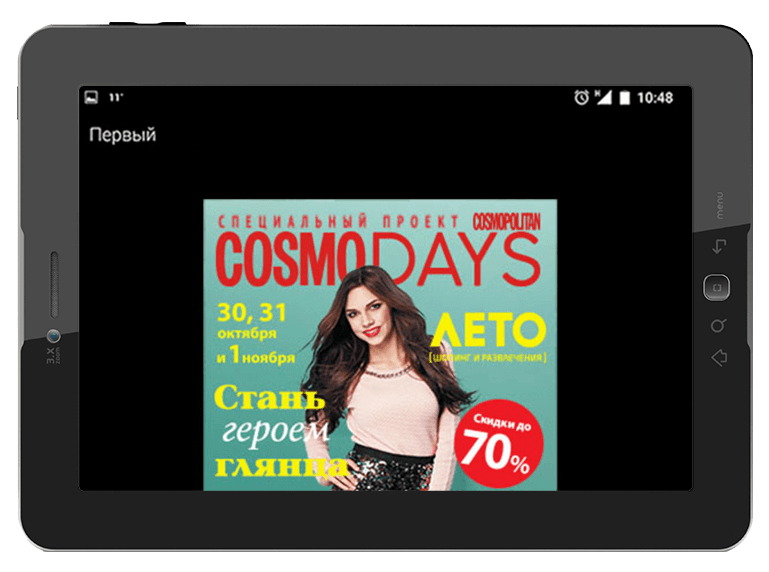 11°
10:48
Первый
СПЕЦИАЛЬНЫЙ ПРОЕКТ COSMOPOLITAN
COSMODAYS
30, 31
октября
и 1 ноября
ЛЕТО
[ШОПИНГ И РАЗВЛЕЧЕНИЯ]
Стань
героем
глянца
Скидки до
70%
menu
3.X
zoom